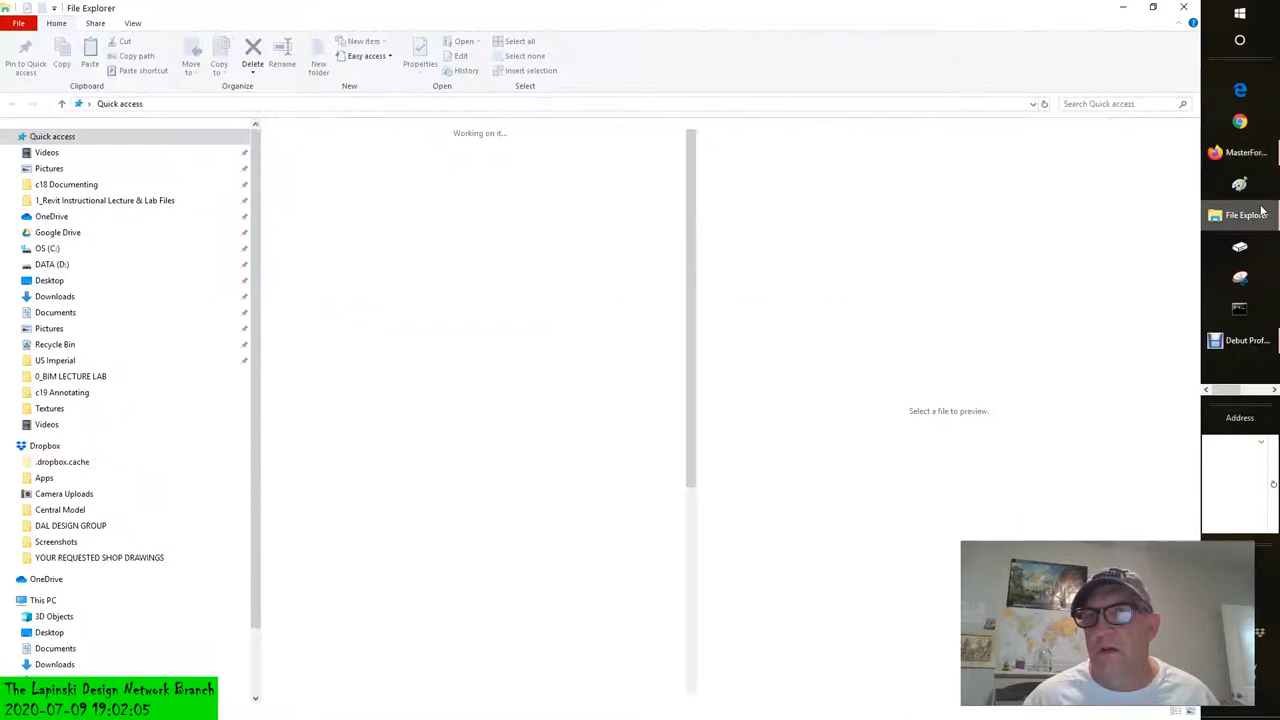 File Explorer
File Home Share View
Pin to Quick access
Copy
Paste
Cut
Copy path
Paste shortcut
Clipboard
Move to
Copy to
Delete
Rename
Organize
New folder
New item
Easy access
New
Properties
Open
Edit
History
Open
Select all
Select none
Invert selection
Select
Quick access
Search Quick access
Quick access
Videos
Pictures
c18 Documenting
1_Revit Instructional Lecture & Lab Files
OneDrive
Google Drive
OS (C:)
DATA (D:)
Desktop
Downloads
Documents
Pictures
Recycle Bin
US Imperial
0_BIM LECTURE LAB
c19 Annotating
Textures
Videos
Dropbox
.dropbox.cache
Apps
Camera Uploads
Central Model
DAL DESIGN GROUP
Screenshots
YOUR REQUESTED SHOP DRAWINGS
OneDrive
This PC
3D Objects
Desktop
Documents
Downloads
Working on it...
Select a file to preview.
MasterFor...
File Explorer
Debut Prof...
Address
The Lapinski Design Network Branch
2020-07-09 19:02:05